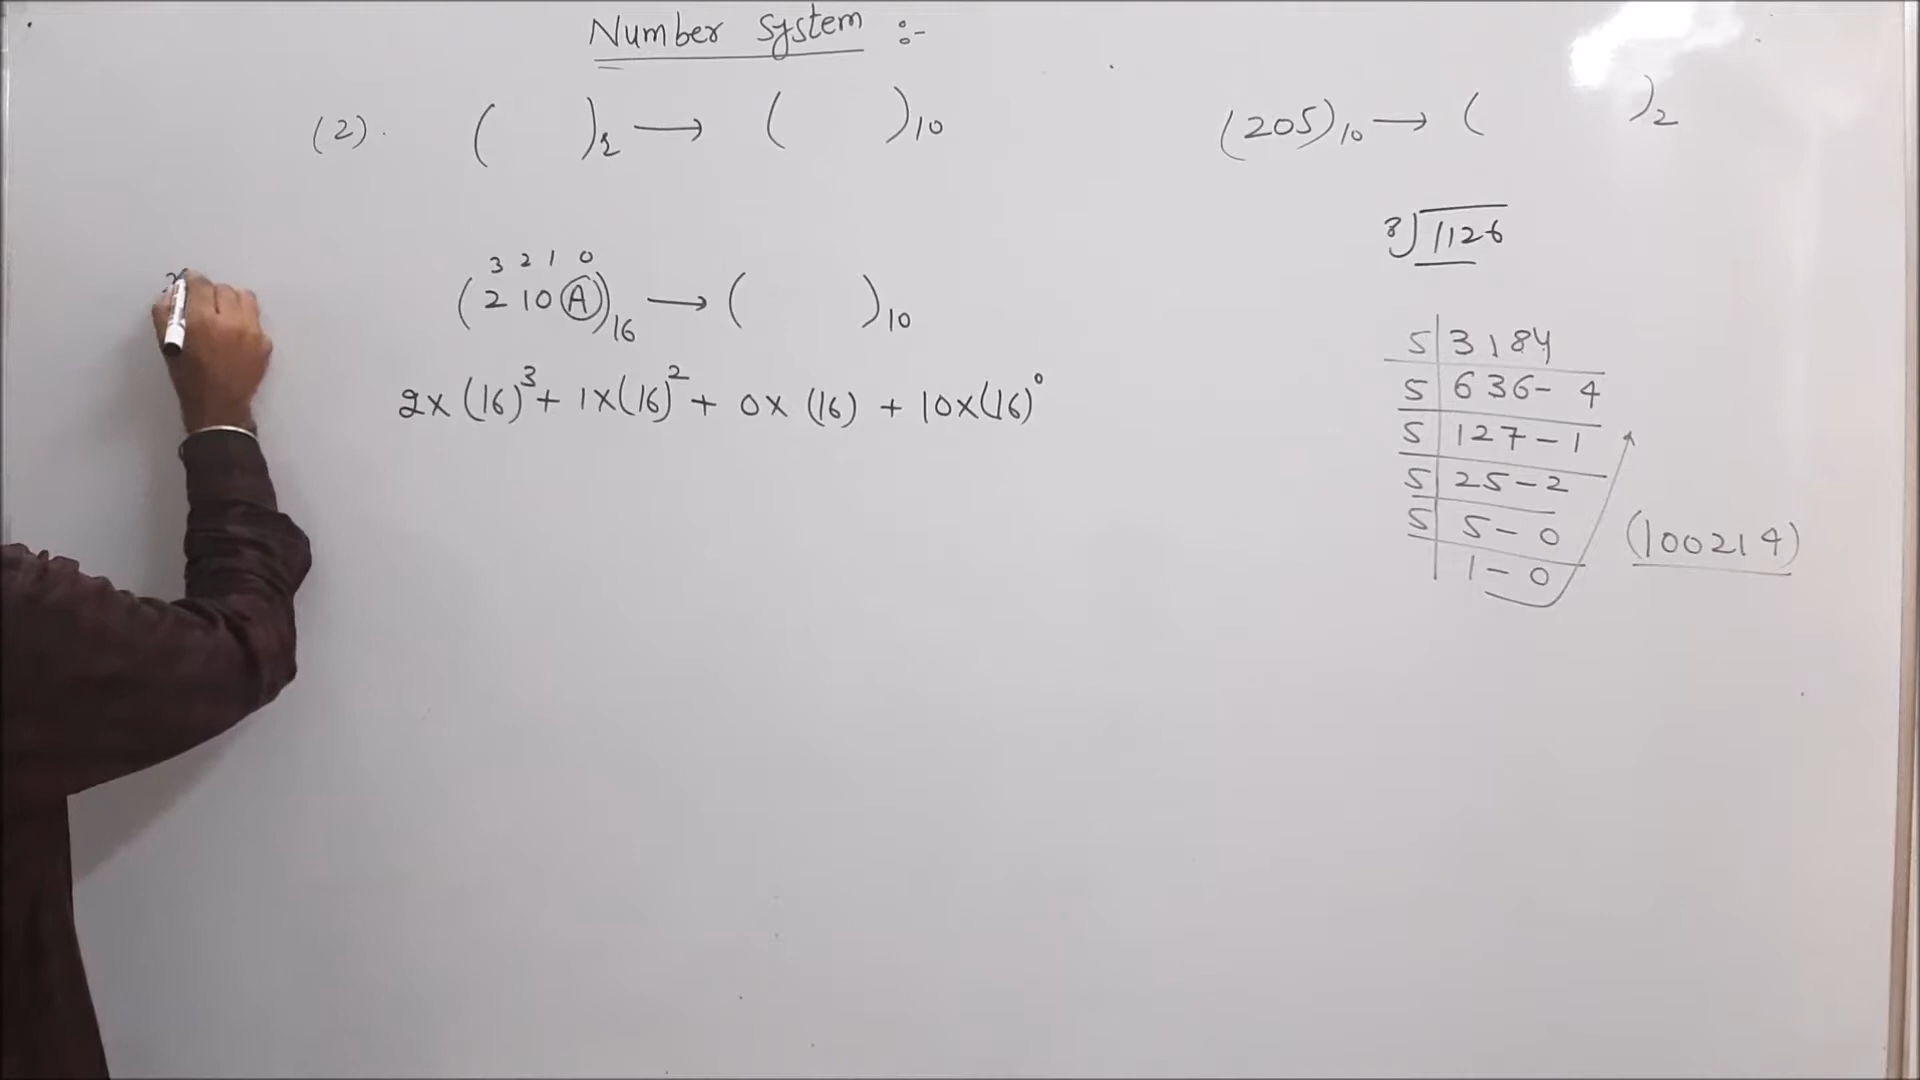 Number System :-
(2). ( )r → ( )10
(205)10 → ( )2
8 1126
3 2 1 0
(2 1 0 A)16 → ( )10
2x (16)^3 + 1x(16)^2 + 0x (16) + 10x(16)^0
5 3184
5 636- 4
5 127-1
5 25-2
5 5-0
1-0
(100214)